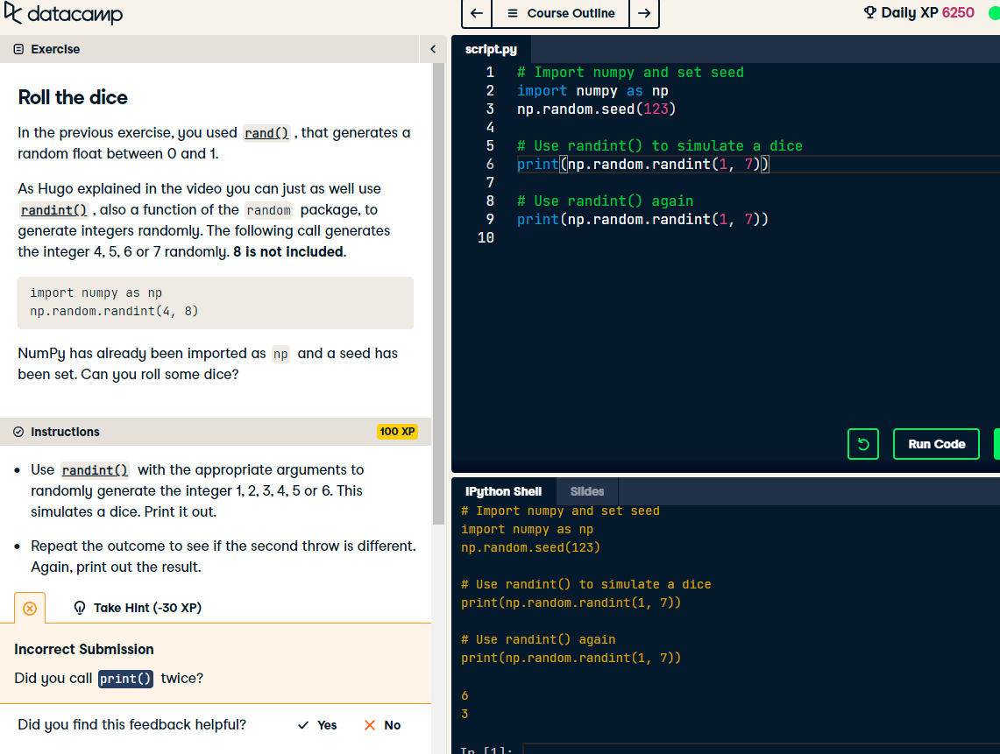 datacamp
Course Outline
Daily XP 6250
Exercise
Roll the dice
In the previous exercise, you used rand() , that generates a
random float between 0 and 1.
As Hugo explained in the video you can just as well use
randint() , also a function of the random package, to
generate integers randomly. The following call generates
the integer 4, 5, 6 or 7 randomly. 8 is not included.
import numpy as np
np.random.randint(4, 8)
NumPy has already been imported as np and a seed has
been set. Can you roll some dice?
Instructions
100 XP
Use randint() with the appropriate arguments to
randomly generate the integer 1, 2, 3, 4, 5 or 6. This
simulates a dice. Print it out.
Repeat the outcome to see if the second throw is different.
Again, print out the result.
Take Hint (-30 XP)
Incorrect Submission
Did you call print() twice?
Did you find this feedback helpful?
Yes
No
script.py
1 # Import numpy and set seed
2 import numpy as np
3 np.random.seed(123)
4
5 # Use randint() to simulate a dice
6 print(np.random.randint(1, 7))
7
8 # Use randint() again
9 print(np.random.randint(1, 7))
10
Run Code
IPython Shell
Slides
# Import numpy and set seed
import numpy as np
np.random.seed(123)
# Use randint() to simulate a dice
print(np.random.randint(1, 7))
# Use randint() again
print(np.random.randint(1, 7))
6
3
In [1]: